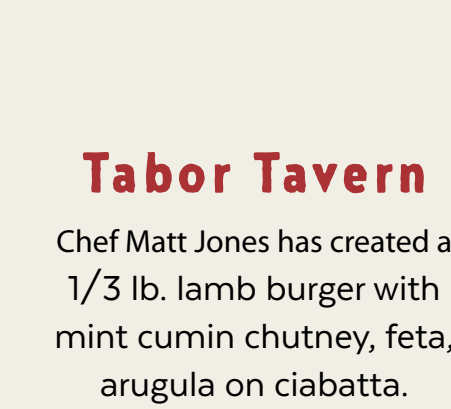 Tabor Tavern
Chef Matt Jones has created a
1/3 lb. lamb burger with
mint cumin chutney, feta,
arugula on ciabatta.